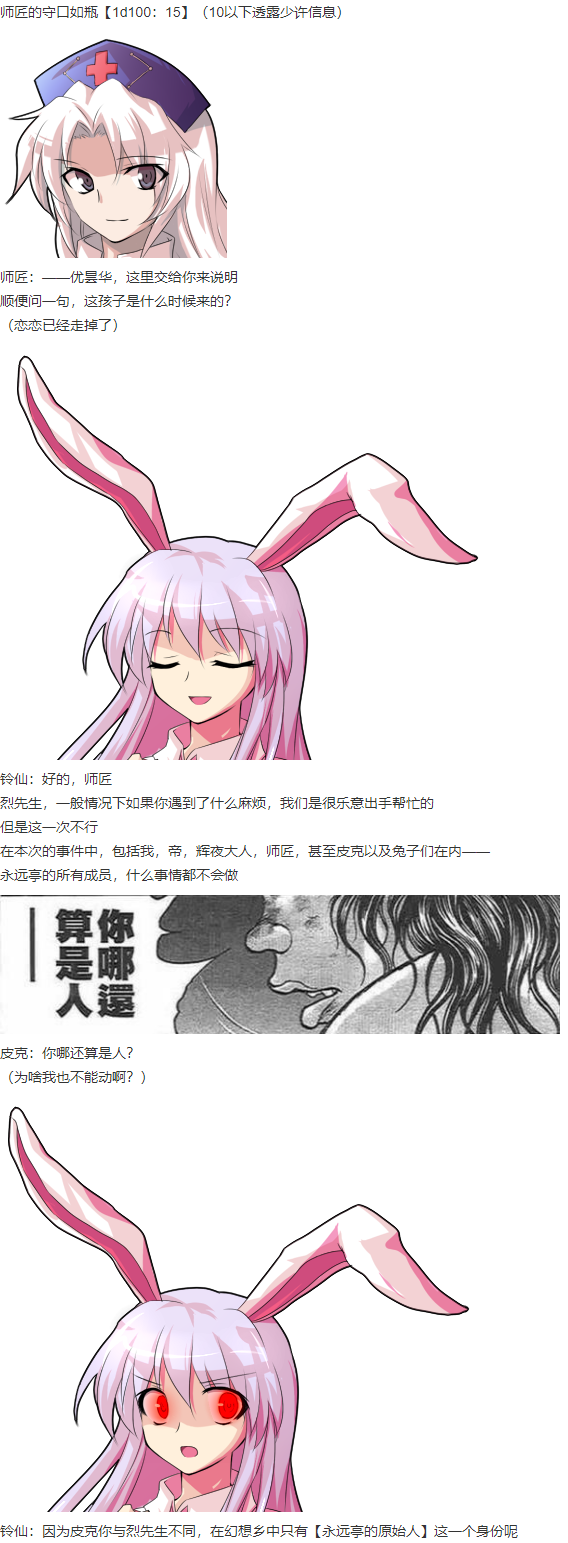 师匠的守口如瓶【1d100：15】（10以下透露少许信息）
师匠：——优昙华，这里交给你来说明
顺便问一句，这孩子是什么时候来的？
（恋恋已经走掉了）
铃仙：好的，师匠
烈先生，一般情况下如果你遇到了什么麻烦，我们是很乐意出手帮忙的
但是这一次不行
在本次的事件中，包括我，帝，辉夜大人，师匠，甚至皮克以及兔子们在内——
永远亭的所有成员，什么事情都不会做
你哪還
算是人
——
皮克：你哪还算是人？
（为啥我也不能动啊？）
铃仙：因为皮克你与烈先生不同，在幻想乡中只有【永远亭的原始人】这一个身份呢